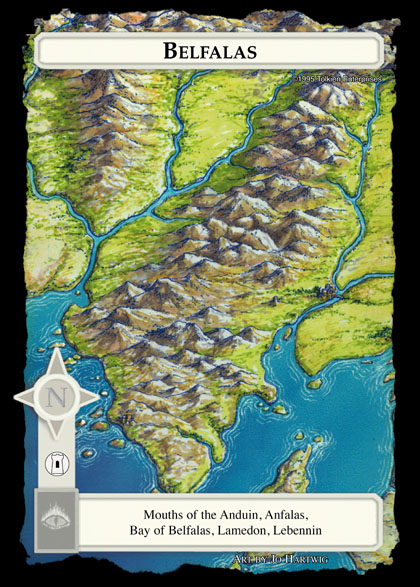 BELFALAS
©1995 Tolkien Enterprises
N
Mouths of the Anduin, Anfalas,
Bay of Belfalas, Lamedon, Lebennin
ART BY JO HARTWIG